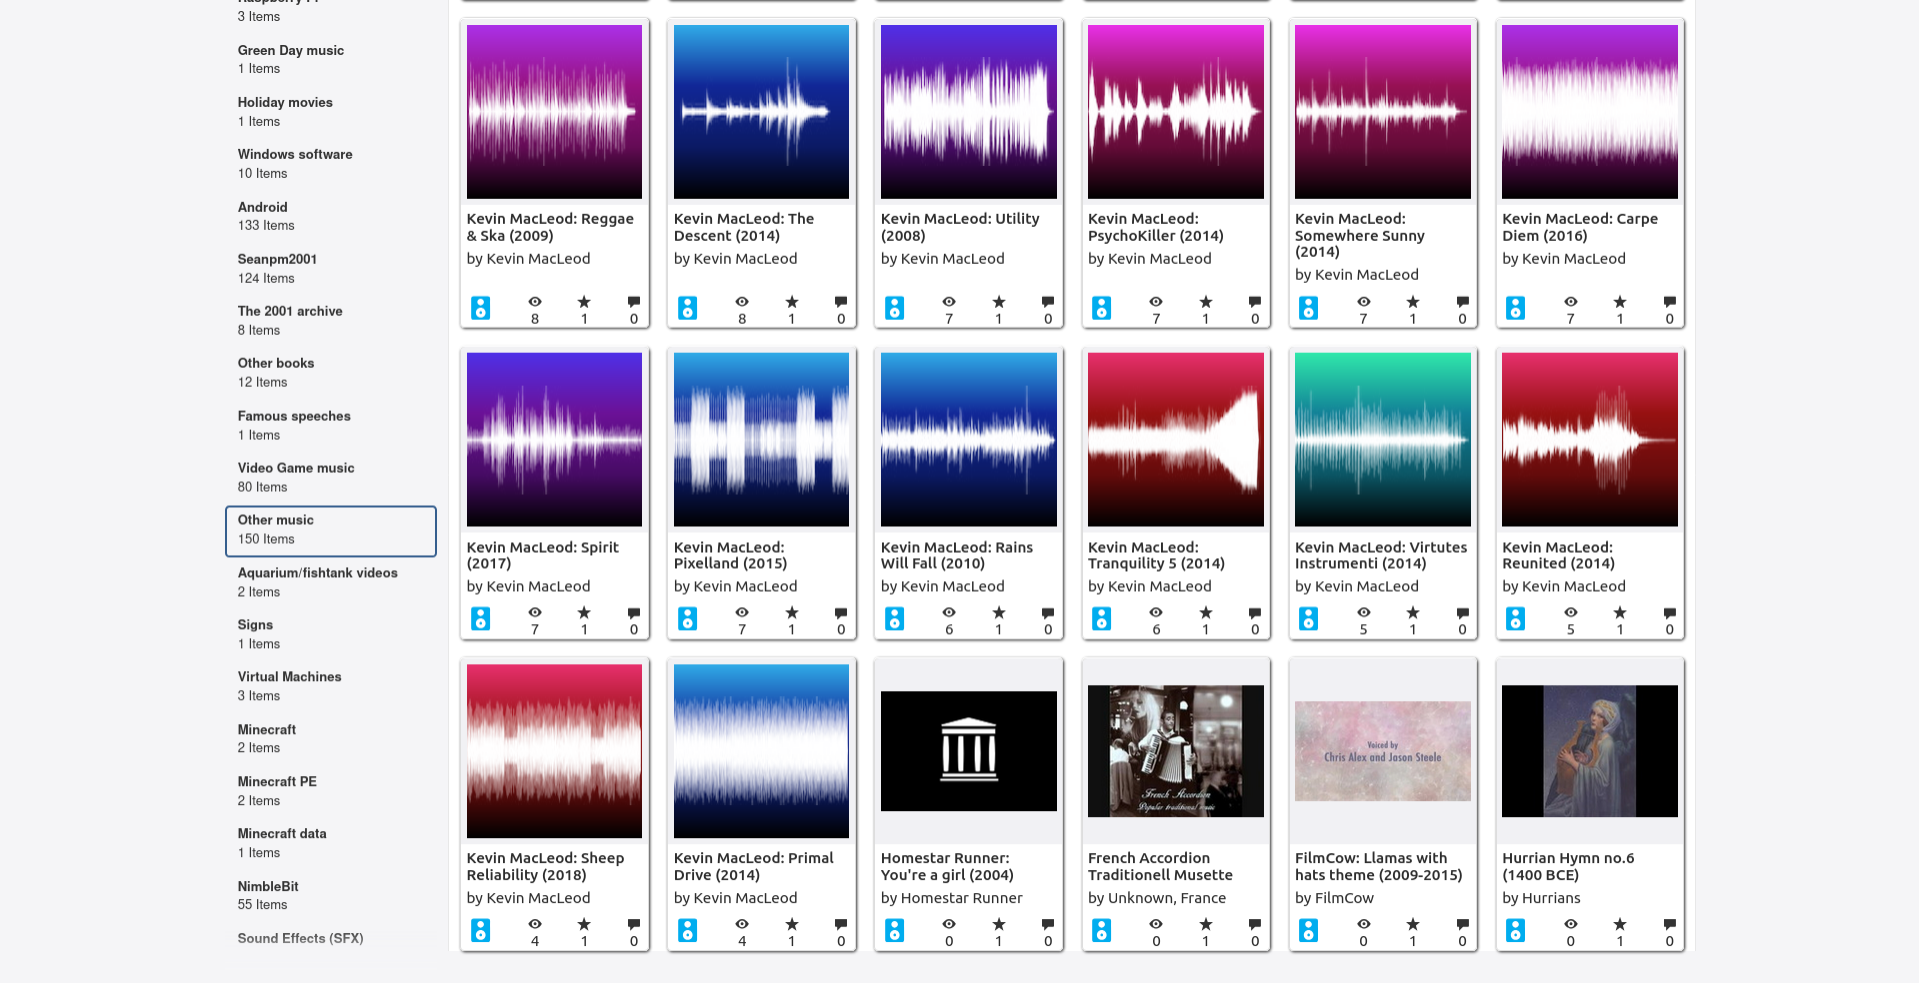 3 Items
Green Day music
1 Items
Holiday movies
1 Items
Windows software
10 Items
Android
133 Items
Seanpm2001
124 Items
The 2001 archive
8 Items
Other books
12 Items
Famous speeches
1 Items
Video Game music
80 Items
Other music
150 Items
Aquarium/fishtank videos
2 Items
Signs
1 Items
Virtual Machines
3 Items
Minecraft
2 Items
Minecraft PE
2 Items
Minecraft data
1 Items
NimbleBit
55 Items
Sound Effects (SFX)
Kevin MacLeod: Reggae
& Ska (2009)
by Kevin MacLeod
8 1 0
Kevin MacLeod: The
Descent (2014)
by Kevin MacLeod
8 1 0
Kevin MacLeod: Utility
(2008)
by Kevin MacLeod
7 1 0
Kevin MacLeod:
PsychoKiller (2014)
by Kevin MacLeod
7 1 0
Kevin MacLeod:
Somewhere Sunny
(2014)
by Kevin MacLeod
7 1 0
Kevin MacLeod: Carpe
Diem (2016)
by Kevin MacLeod
7 1 0
Kevin MacLeod: Spirit
(2017)
by Kevin MacLeod
7 1 0
Kevin MacLeod:
Pixelland (2015)
by Kevin MacLeod
7 1 0
Kevin MacLeod: Rains
Will Fall (2010)
by Kevin MacLeod
6 1 0
Kevin MacLeod:
Tranquility 5 (2014)
by Kevin MacLeod
6 1 0
Kevin MacLeod: Virtutes
Instrumenti (2014)
by Kevin MacLeod
5 1 0
Kevin MacLeod:
Reunited (2014)
by Kevin MacLeod
5 1 0
Kevin MacLeod: Sheep
Reliability (2018)
by Kevin MacLeod
4 1 0
Kevin MacLeod: Primal
Drive (2014)
by Kevin MacLeod
4 1 0
Homestar Runner:
You're a girl (2004)
by Homestar Runner
0 1 0
French Accordion
Popular traditional music
French Accordion
Traditionell Musette
by Unknown, France
0 1 0
Voiced by
Chris Alex and Jason Steele
FilmCow: Llamas with
hats theme (2009-2015)
by FilmCow
0 1 0
Hurrian Hymn no.6
(1400 BCE)
by Hurrians
0 1 0